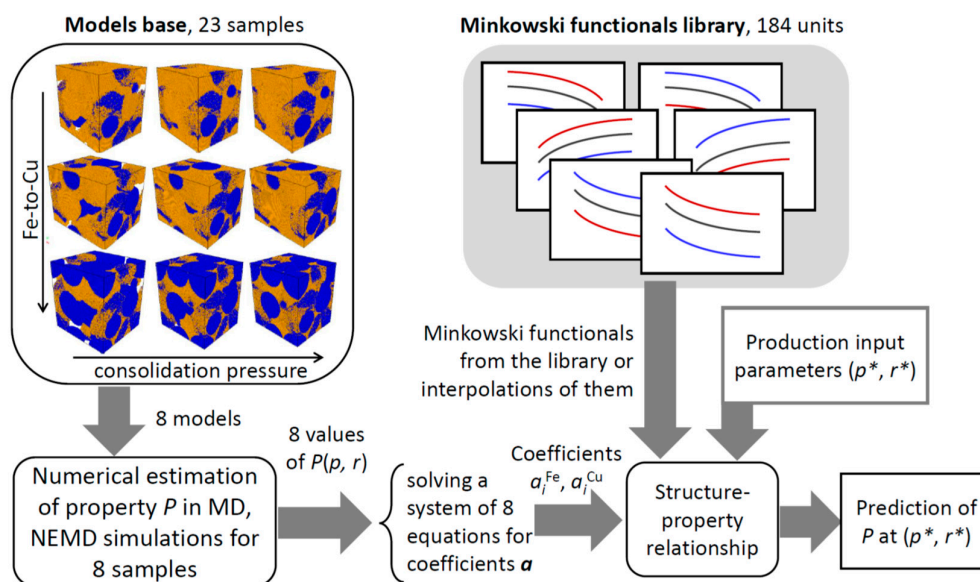 Models base, 23 samples
Fe-to-Cu
consolidation pressure
Minkowski functionals library, 184 units
Minkowski functionals
from the library or
interpolations of them
Production input
parameters (p*, r*)
8 models
Numerical estimation
of property P in MD,
NEMD simulations for
8 samples
8 values
of P(p, r)
solving a
system of 8
equations for
coefficients a
Coefficients
aᵢ^Fe, aᵢ^Cu
Structure-
property
relationship
Prediction of
P at (p*, r*)